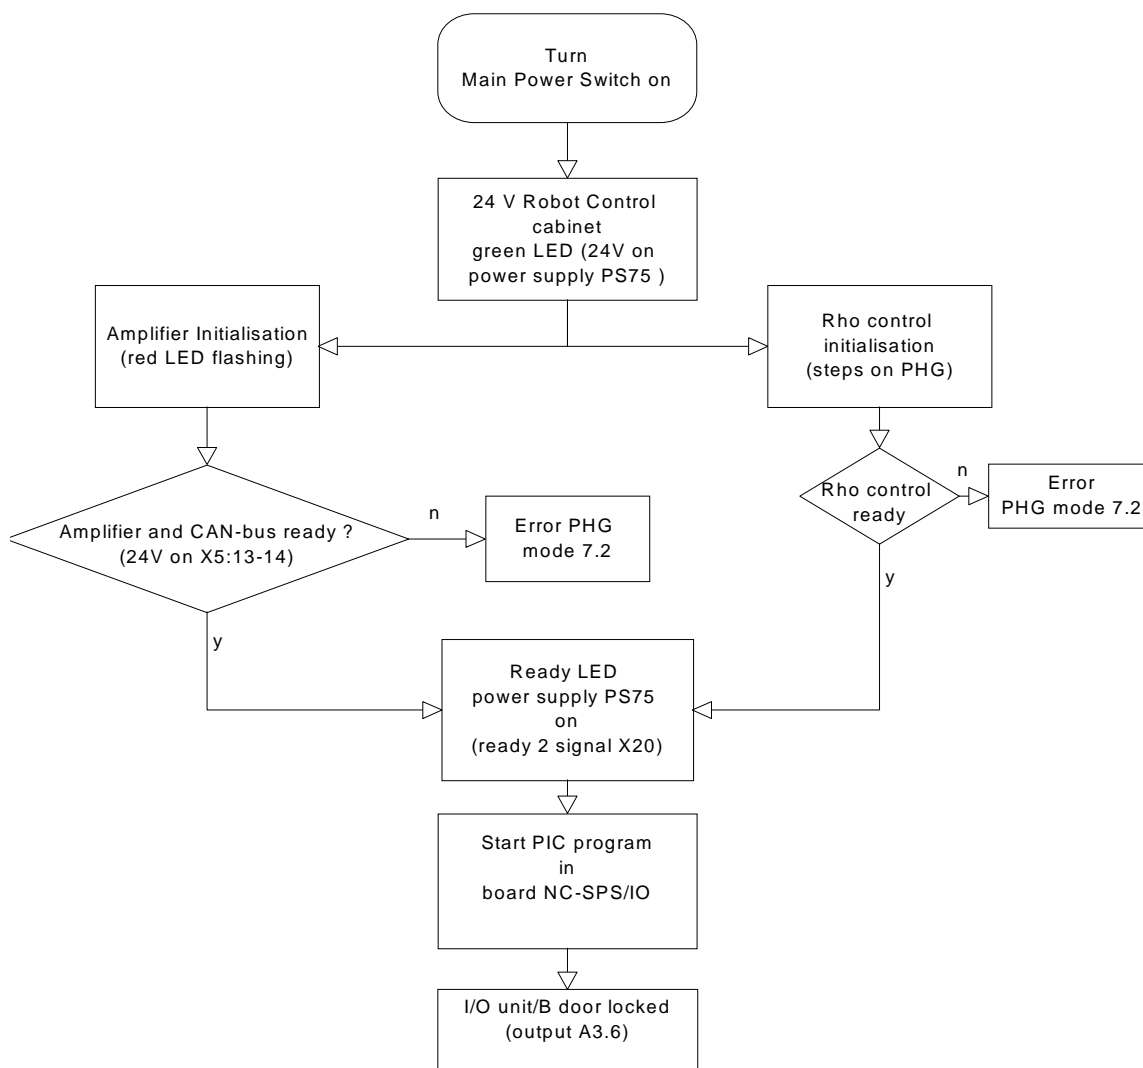 Turn
Main Power Switch on
24 V Robot Control
cabinet
green LED (24V on
power supply PS75 )
Amplifier Initialisation
(red LED flashing)
Rho control
initialisation
(steps on PHG)
Amplifier and CAN-bus ready ?
(24V on X5:13-14)
n
Error PHG
mode 7.2
y
Rho control
ready
n
Error
PHG mode 7.2
y
Ready LED
power supply PS75
on
(ready 2 signal X20)
Start PIC program
in
board NC-SPS/IO
I/O unit/B door locked
(output A3.6)